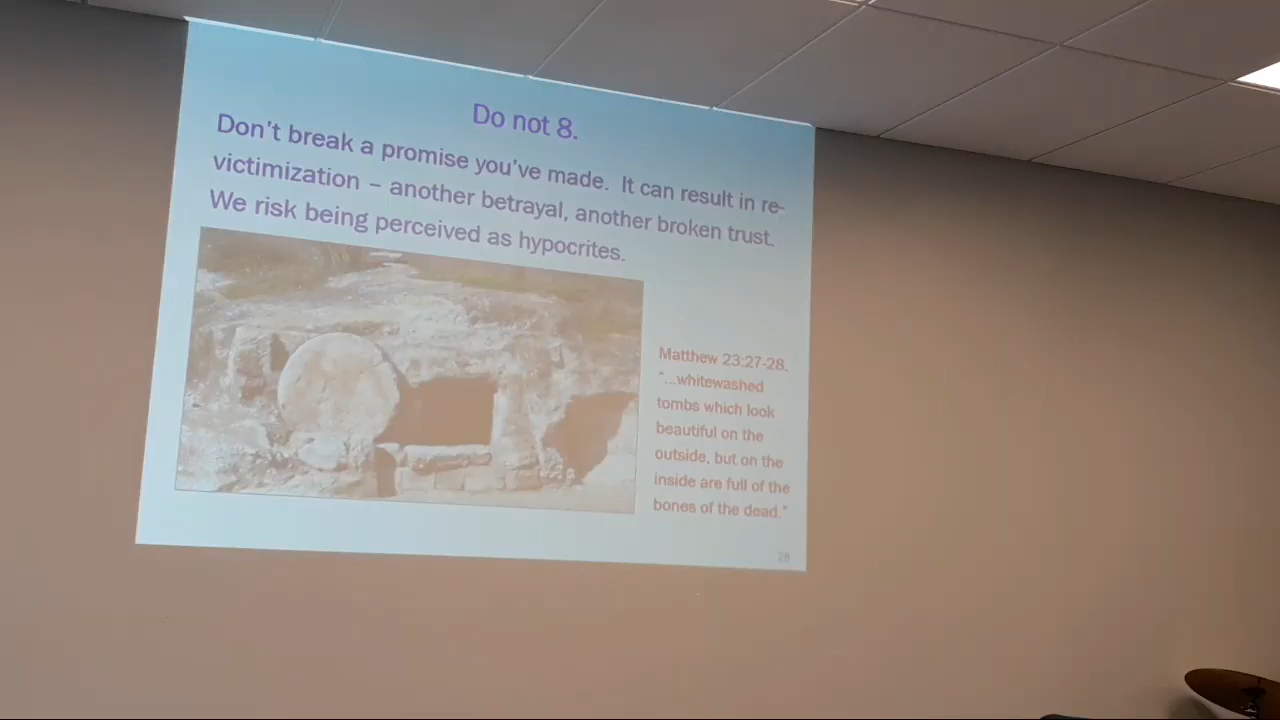 Do not 8.
Don't break a promise you've made. It can result in re-
victimization – another betrayal, another broken trust.
We risk being perceived as hypocrites.
Matthew 23:27-28,
"...whitewashed
tombs which look
beautiful on the
outside, but on the
inside are full of the
bones of the dead."
28